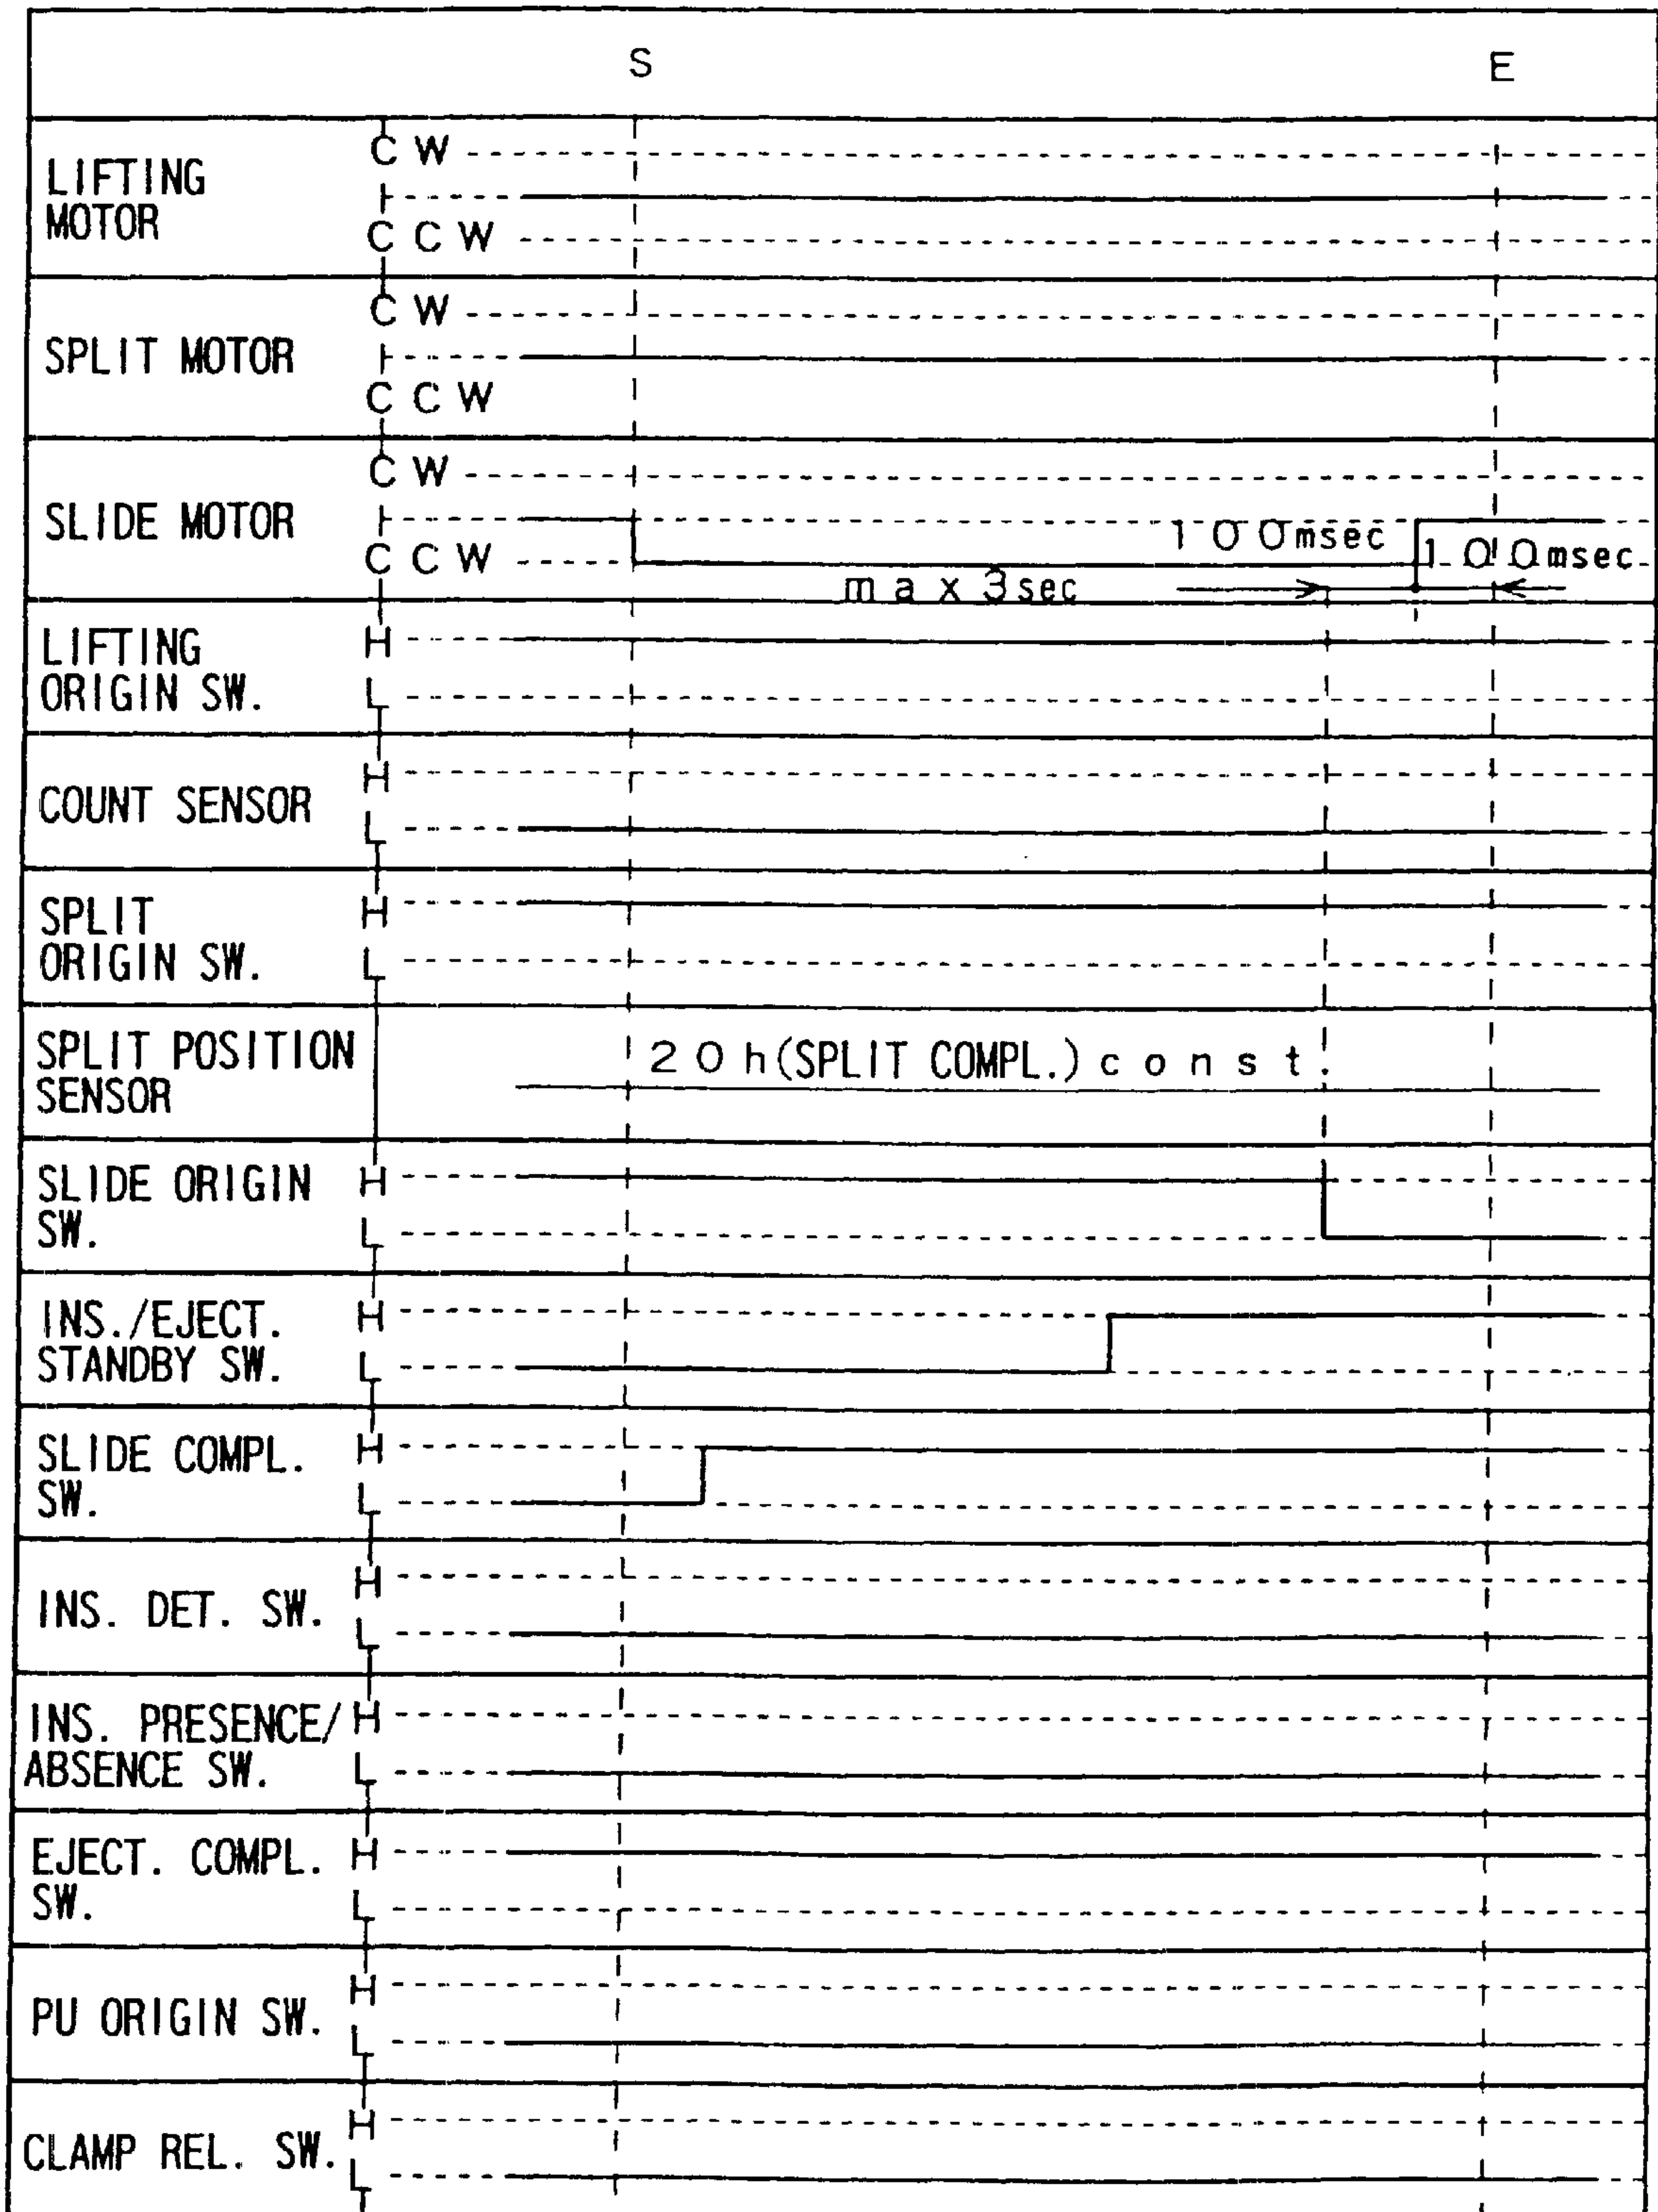 S E
LIFTING
MOTOR
CW
CCW
SPLIT MOTOR
CW
CCW
SLIDE MOTOR
CW
CCW
100msec
100msec
max 3sec
LIFTING
ORIGIN SW.
H
L
COUNT SENSOR
H
L
SPLIT
ORIGIN SW.
H
L
SPLIT POSITION
SENSOR
20h(SPLIT COMPL.) const.
SLIDE ORIGIN
SW.
H
L
INS./EJECT.
STANDBY SW.
H
L
SLIDE COMPL.
SW.
H
L
INS. DET. SW.
H
L
INS. PRESENCE/
ABSENCE SW.
H
L
EJECT. COMPL.
SW.
H
L
PU ORIGIN SW.
H
L
CLAMP REL. SW.
H
L